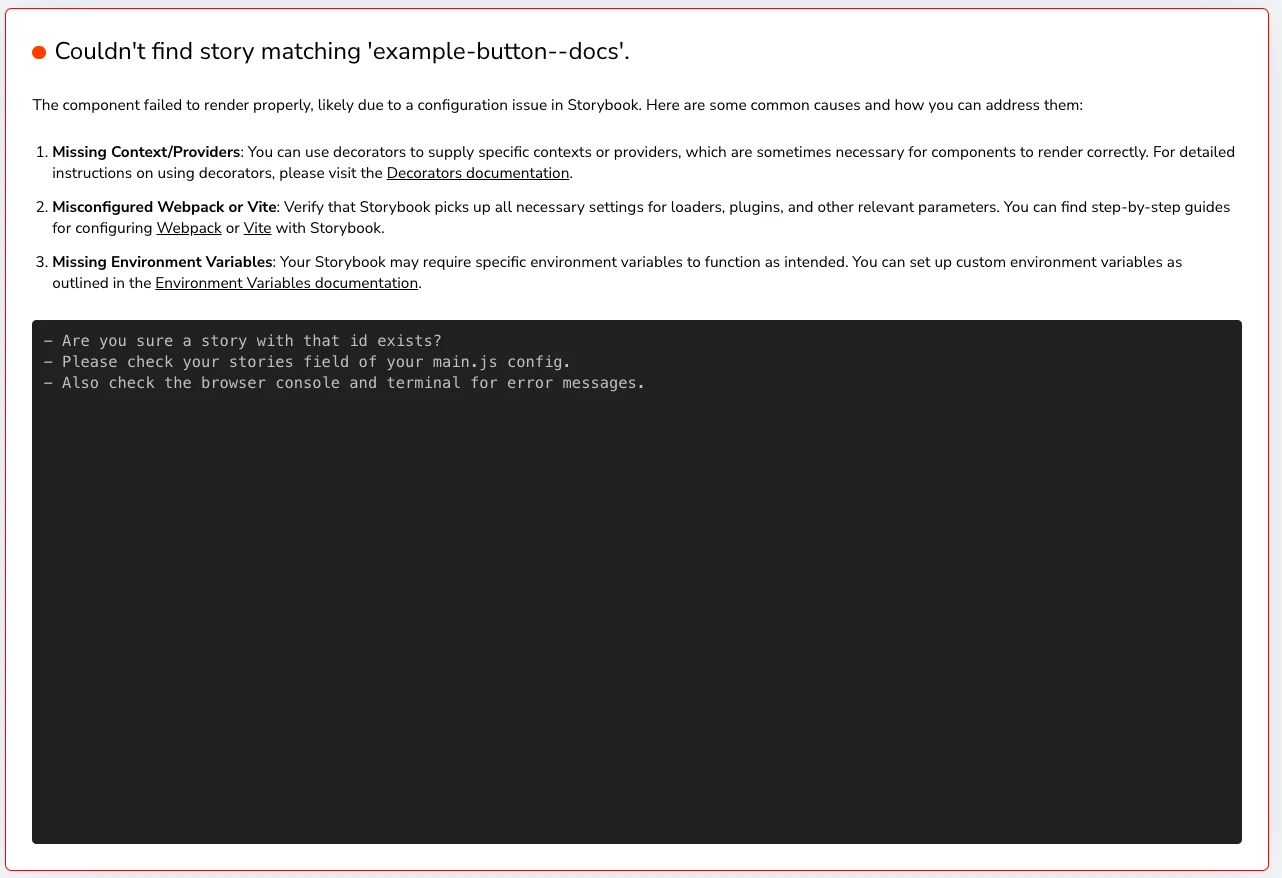 Couldn't find story matching 'example-button--docs'.
The component failed to render properly, likely due to a configuration issue in Storybook. Here are some common causes and how you can address them:
1. Missing Context/Providers: You can use decorators to supply specific contexts or providers, which are sometimes necessary for components to render correctly. For detailed
instructions on using decorators, please visit the Decorators documentation.
2. Misconfigured Webpack or Vite: Verify that Storybook picks up all necessary settings for loaders, plugins, and other relevant parameters. You can find step-by-step guides
for configuring Webpack or Vite with Storybook.
3. Missing Environment Variables: Your Storybook may require specific environment variables to function as intended. You can set up custom environment variables as
outlined in the Environment Variables documentation.
- Are you sure a story with that id exists?
- Please check your stories field of your main.js config.
- Also check the browser console and terminal for error messages.